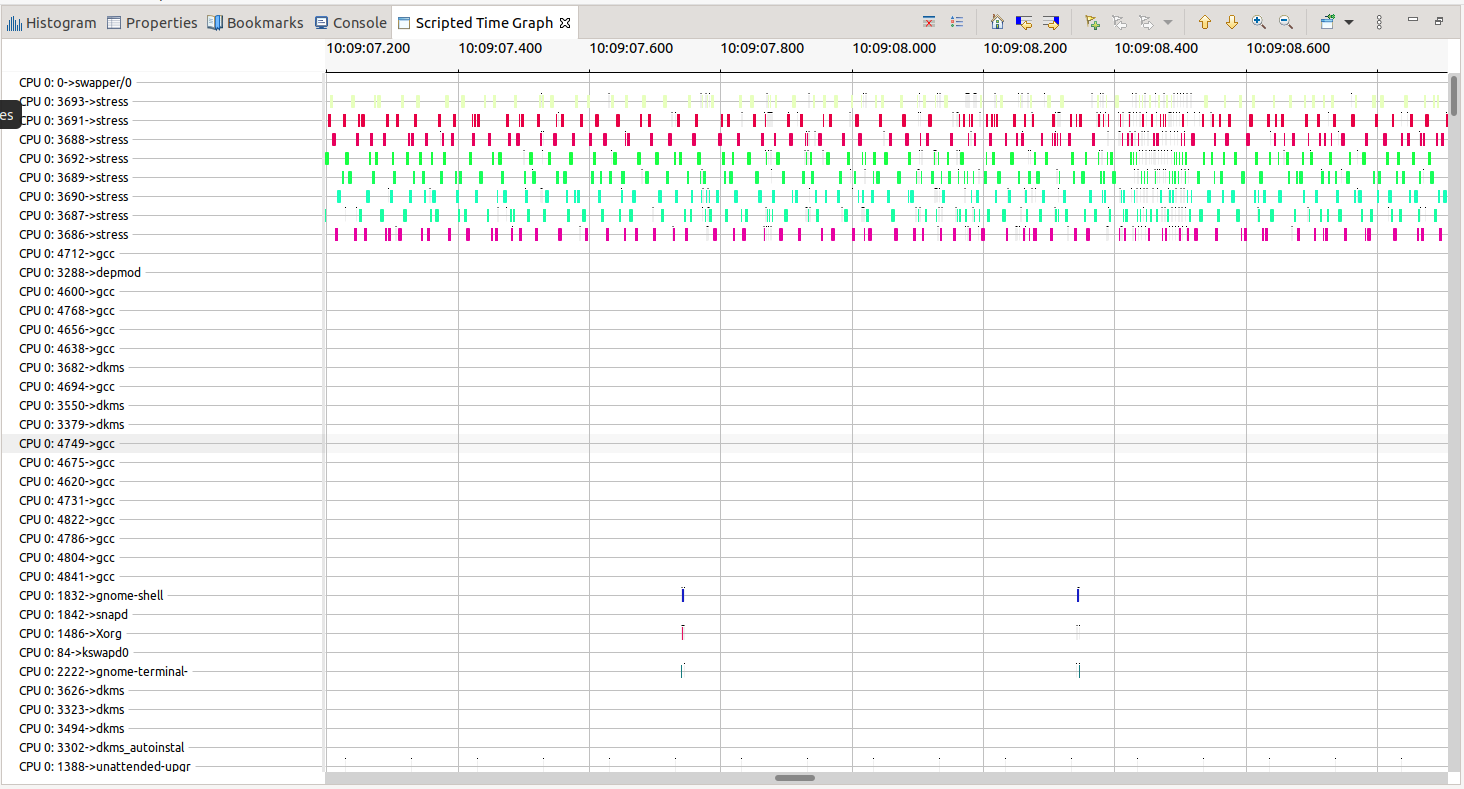 Histogram Properties Bookmarks Console Scripted Time Graph
10:09:07.200 10:09:07.400 10:09:07.600 10:09:07.800 10:09:08.000 10:09:08.200 10:09:08.400 10:09:08.600
CPU 0: 0->swapper/0
CPU 0: 3693->stress
es
CPU 0: 3691->stress
CPU 0: 3688->stress
CPU 0: 3692->stress
CPU 0: 3689->stress
CPU 0: 3690->stress
CPU 0: 3687->stress
CPU 0: 3686->stress
CPU 0: 4712->gcc
CPU 0: 3288->depmod
CPU 0: 4600->gcc
CPU 0: 4768->gcc
CPU 0: 4656->gcc
CPU 0: 4638->gcc
CPU 0: 3682->dkms
CPU 0: 4694->gcc
CPU 0: 3550->dkms
CPU 0: 3379->dkms
CPU 0: 4749->gcc
CPU 0: 4675->gcc
CPU 0: 4620->gcc
CPU 0: 4731->gcc
CPU 0: 4822->gcc
CPU 0: 4786->gcc
CPU 0: 4804->gcc
CPU 0: 4841->gcc
CPU 0: 1832->gnome-shell
CPU 0: 1842->snapd
CPU 0: 1486->Xorg
CPU 0: 84->kswapd0
CPU 0: 2222->gnome-terminal-
CPU 0: 3626->dkms
CPU 0: 3323->dkms
CPU 0: 3494->dkms
CPU 0: 3302->dkms_autoinstal
CPU 0: 1388->unattended-upgr